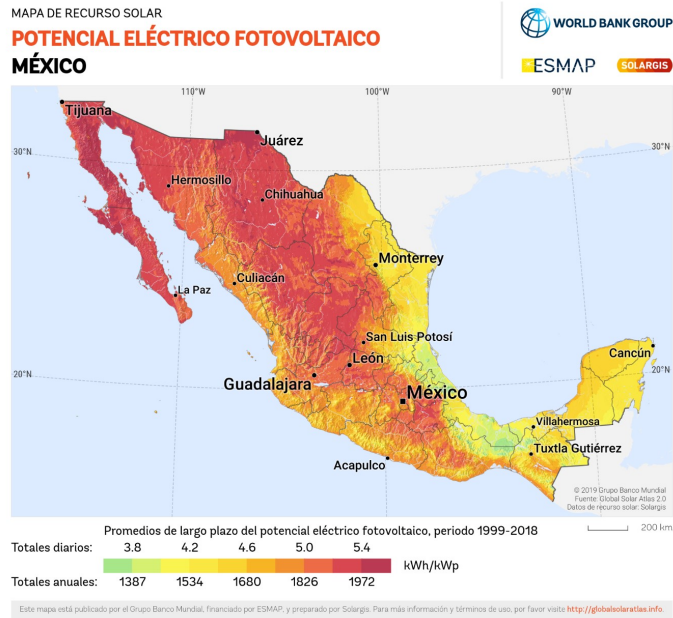 MAPA DE RECURSO SOLAR
POTENCIAL ELÉCTRICO FOTOVOLTAICO
MÉXICO
WORLD BANK GROUP
ESMAP
SOLARGIS
110°W
100°W
90°W
30°N
30°N
20°N
20°N
Tijuana
Juárez
Hermosillo
Chihuahua
Monterrey
Culiacán
La Paz
San Luis Potosí
León
Guadalajara
México
Cancún
Villahermosa
Tuxtla Gutiérrez
Acapulco
© 2019 Grupo Banco Mundial
Fuente: Global Solar Atlas 2.0
Datos de recurso solar: Solargis
200 km
Promedios de largo plazo del potencial eléctrico fotovoltaico, periodo 1999-2018
Totales diarios: 3.8 4.2 4.6 5.0 5.4
kWh/kWp
Totales anuales: 1387 1534 1680 1826 1972
Este mapa está publicado por el Grupo Banco Mundial, financiado por ESMAP, y preparado por Solargis. Para más información y términos de uso, por favor visite http://globalsolaratlas.info.